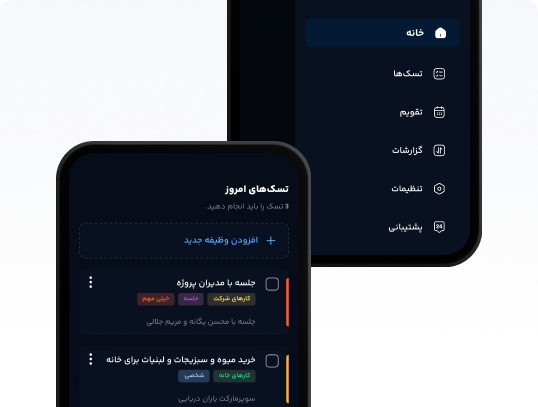 خانه
تسک‌ها
تقویم
گزارشات
تنظیمات
24
پشتیبانی
تسک‌های امروز
3 تسک را باید انجام دهید.
افزودن وظیفه جدید
جلسه با مدیران پروژه
کارهای شرکت جلسه خیلی مهم
جلسه با محسن یگانه و مریم جلالی
خرید میوه و سبزیجات و لبنیات برای خانه
کارهای خانه شخصی
سوپرمارکت یاران دریایی